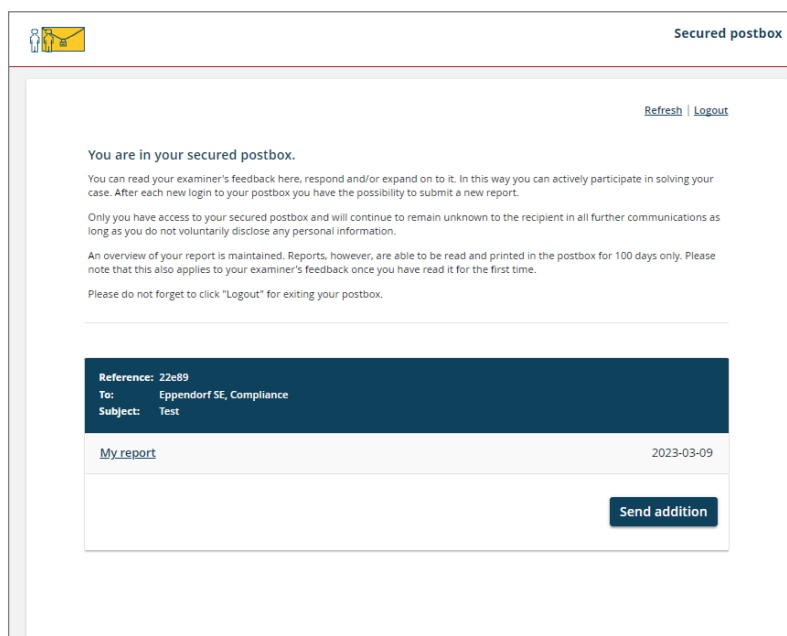 Secured postbox
Refresh | Logout
You are in your secured postbox.
You can read your examiner's feedback here, respond and/or expand on to it. In this way you can actively participate in solving your
case. After each new login to your postbox you have the possibility to submit a new report.
Only you have access to your secured postbox and will continue to remain unknown to the recipient in all further communications as
long as you do not voluntarily disclose any personal information.
An overview of your report is maintained. Reports, however, are able to be read and printed in the postbox for 100 days only. Please
note that this also applies to your examiner's feedback once you have read it for the first time.
Please do not forget to click "Logout" for exiting your postbox.
Reference: 22e89
To: Eppendorf SE, Compliance
Subject: Test
My report 2023-03-09
Send addition